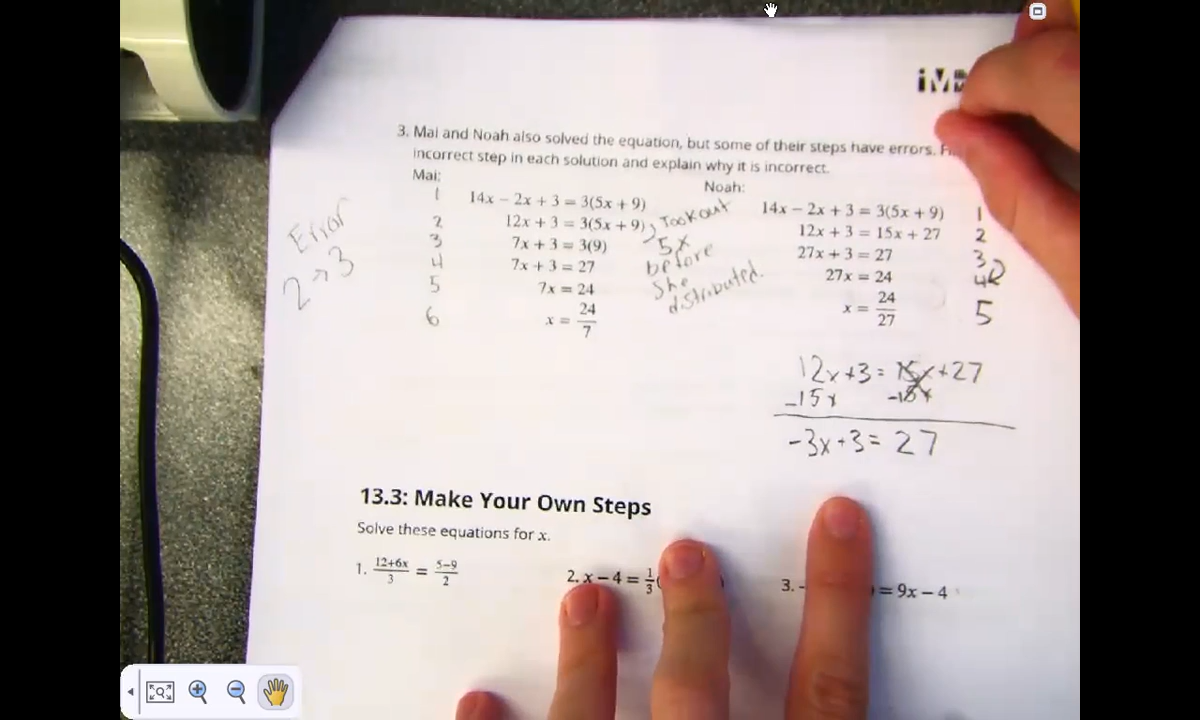 3. Mai and Noah also solved the equation, but some of their steps have errors.
incorrect step in each solution and explain why it is incorrect.
Mai:
1 14x − 2x + 3 = 3(5x + 9)
2 12x + 3 = 3(5x + 9)
3 7x + 3 = 3(9)
4 7x + 3 = 27
5 7x = 24
6 x = 24/7
Error
2→3
Took out
5x
before
she
distributed.
Noah:
14x − 2x + 3 = 3(5x + 9) 1
12x + 3 = 15x + 27 2
27x + 3 = 27 3
27x = 24 4
x = 24/27 5
12x+3=15x+27
-15x -15x
-3x+3=27
13.3: Make Your Own Steps
Solve these equations for x.
1. 12+6x/3 = 5−9/2
2. x − 4 = 1/3(
3. - = 9x − 4